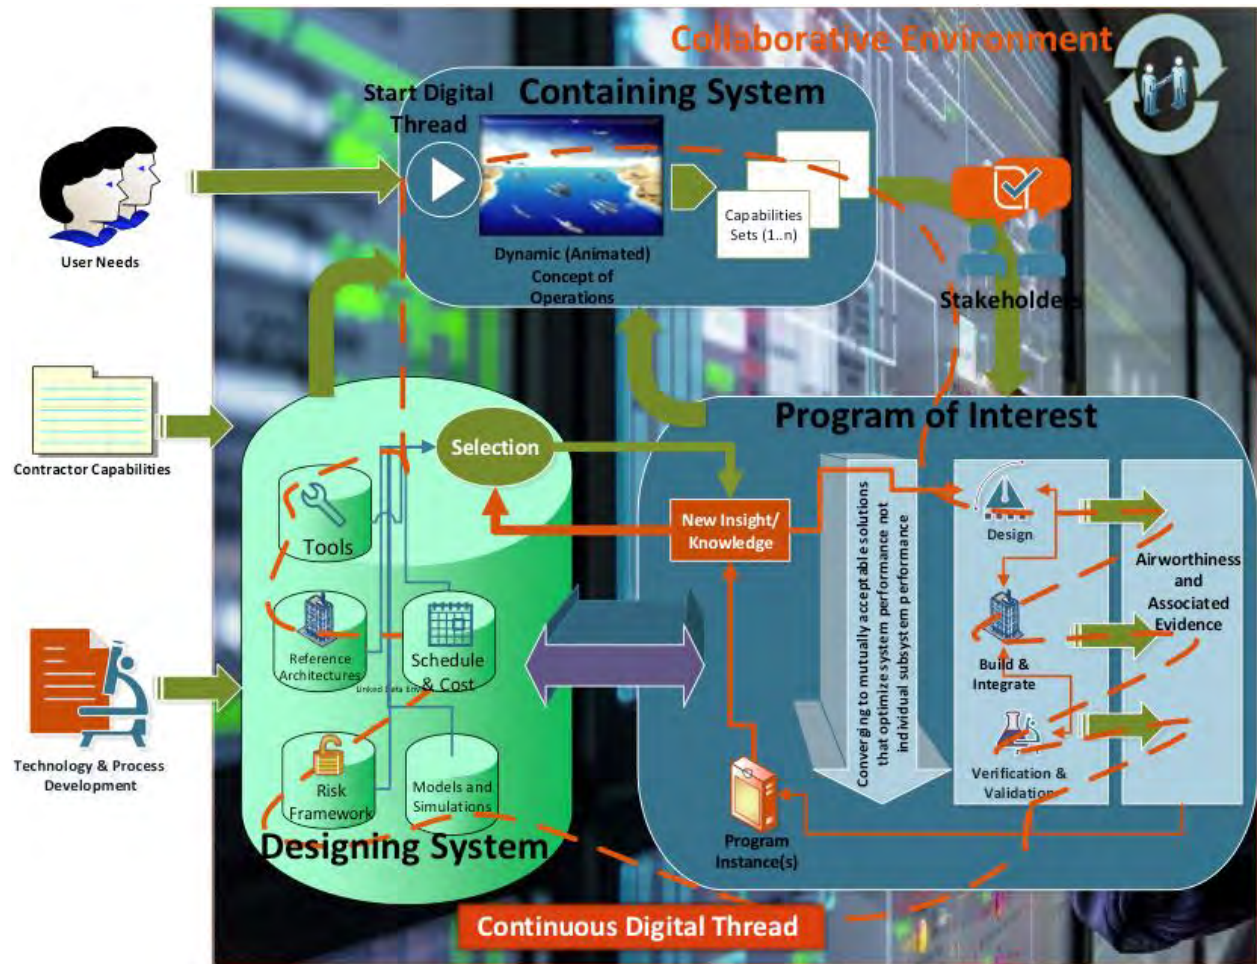 Collaborative Environment
Containing System
Start Digital
Thread
Capabilities
Sets (1..n)
Dynamic (Animated)
Concept of
Operations
User Needs
Stakeholders
Contractor Capabilities
Technology & Process
Development
Selection
Tools
Reference
Architectures
Schedule
& Cost
Linked Data Env
Risk
Framework
Models and
Simulations
Designing System
Program of Interest
New Insight/
Knowledge
Converging to mutually acceptable solutions
that optimize system performance not
individual subsystem performance
Design
Build &
Integrate
Verification &
Validation
Airworthiness
and
Associated
Evidence
Program
Instance(s)
Continuous Digital Thread